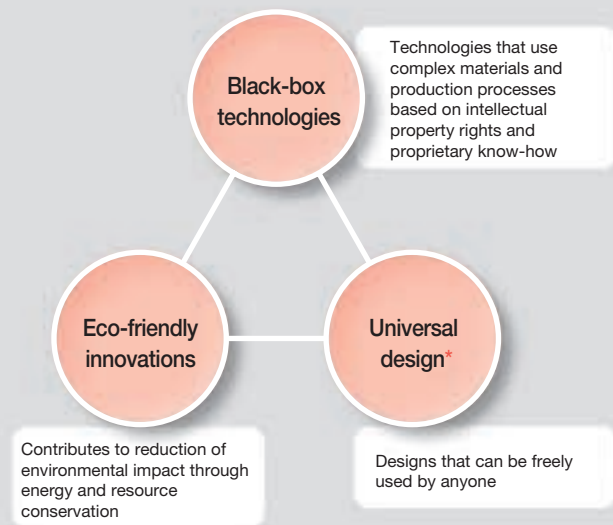 Black-box
technologies
Technologies that use
complex materials and
production processes
based on intellectual
property rights and
proprietary know-how
Eco-friendly
innovations
Universal
design*
Contributes to reduction of
environmental impact through
energy and resource
conservation
Designs that can be freely
used by anyone